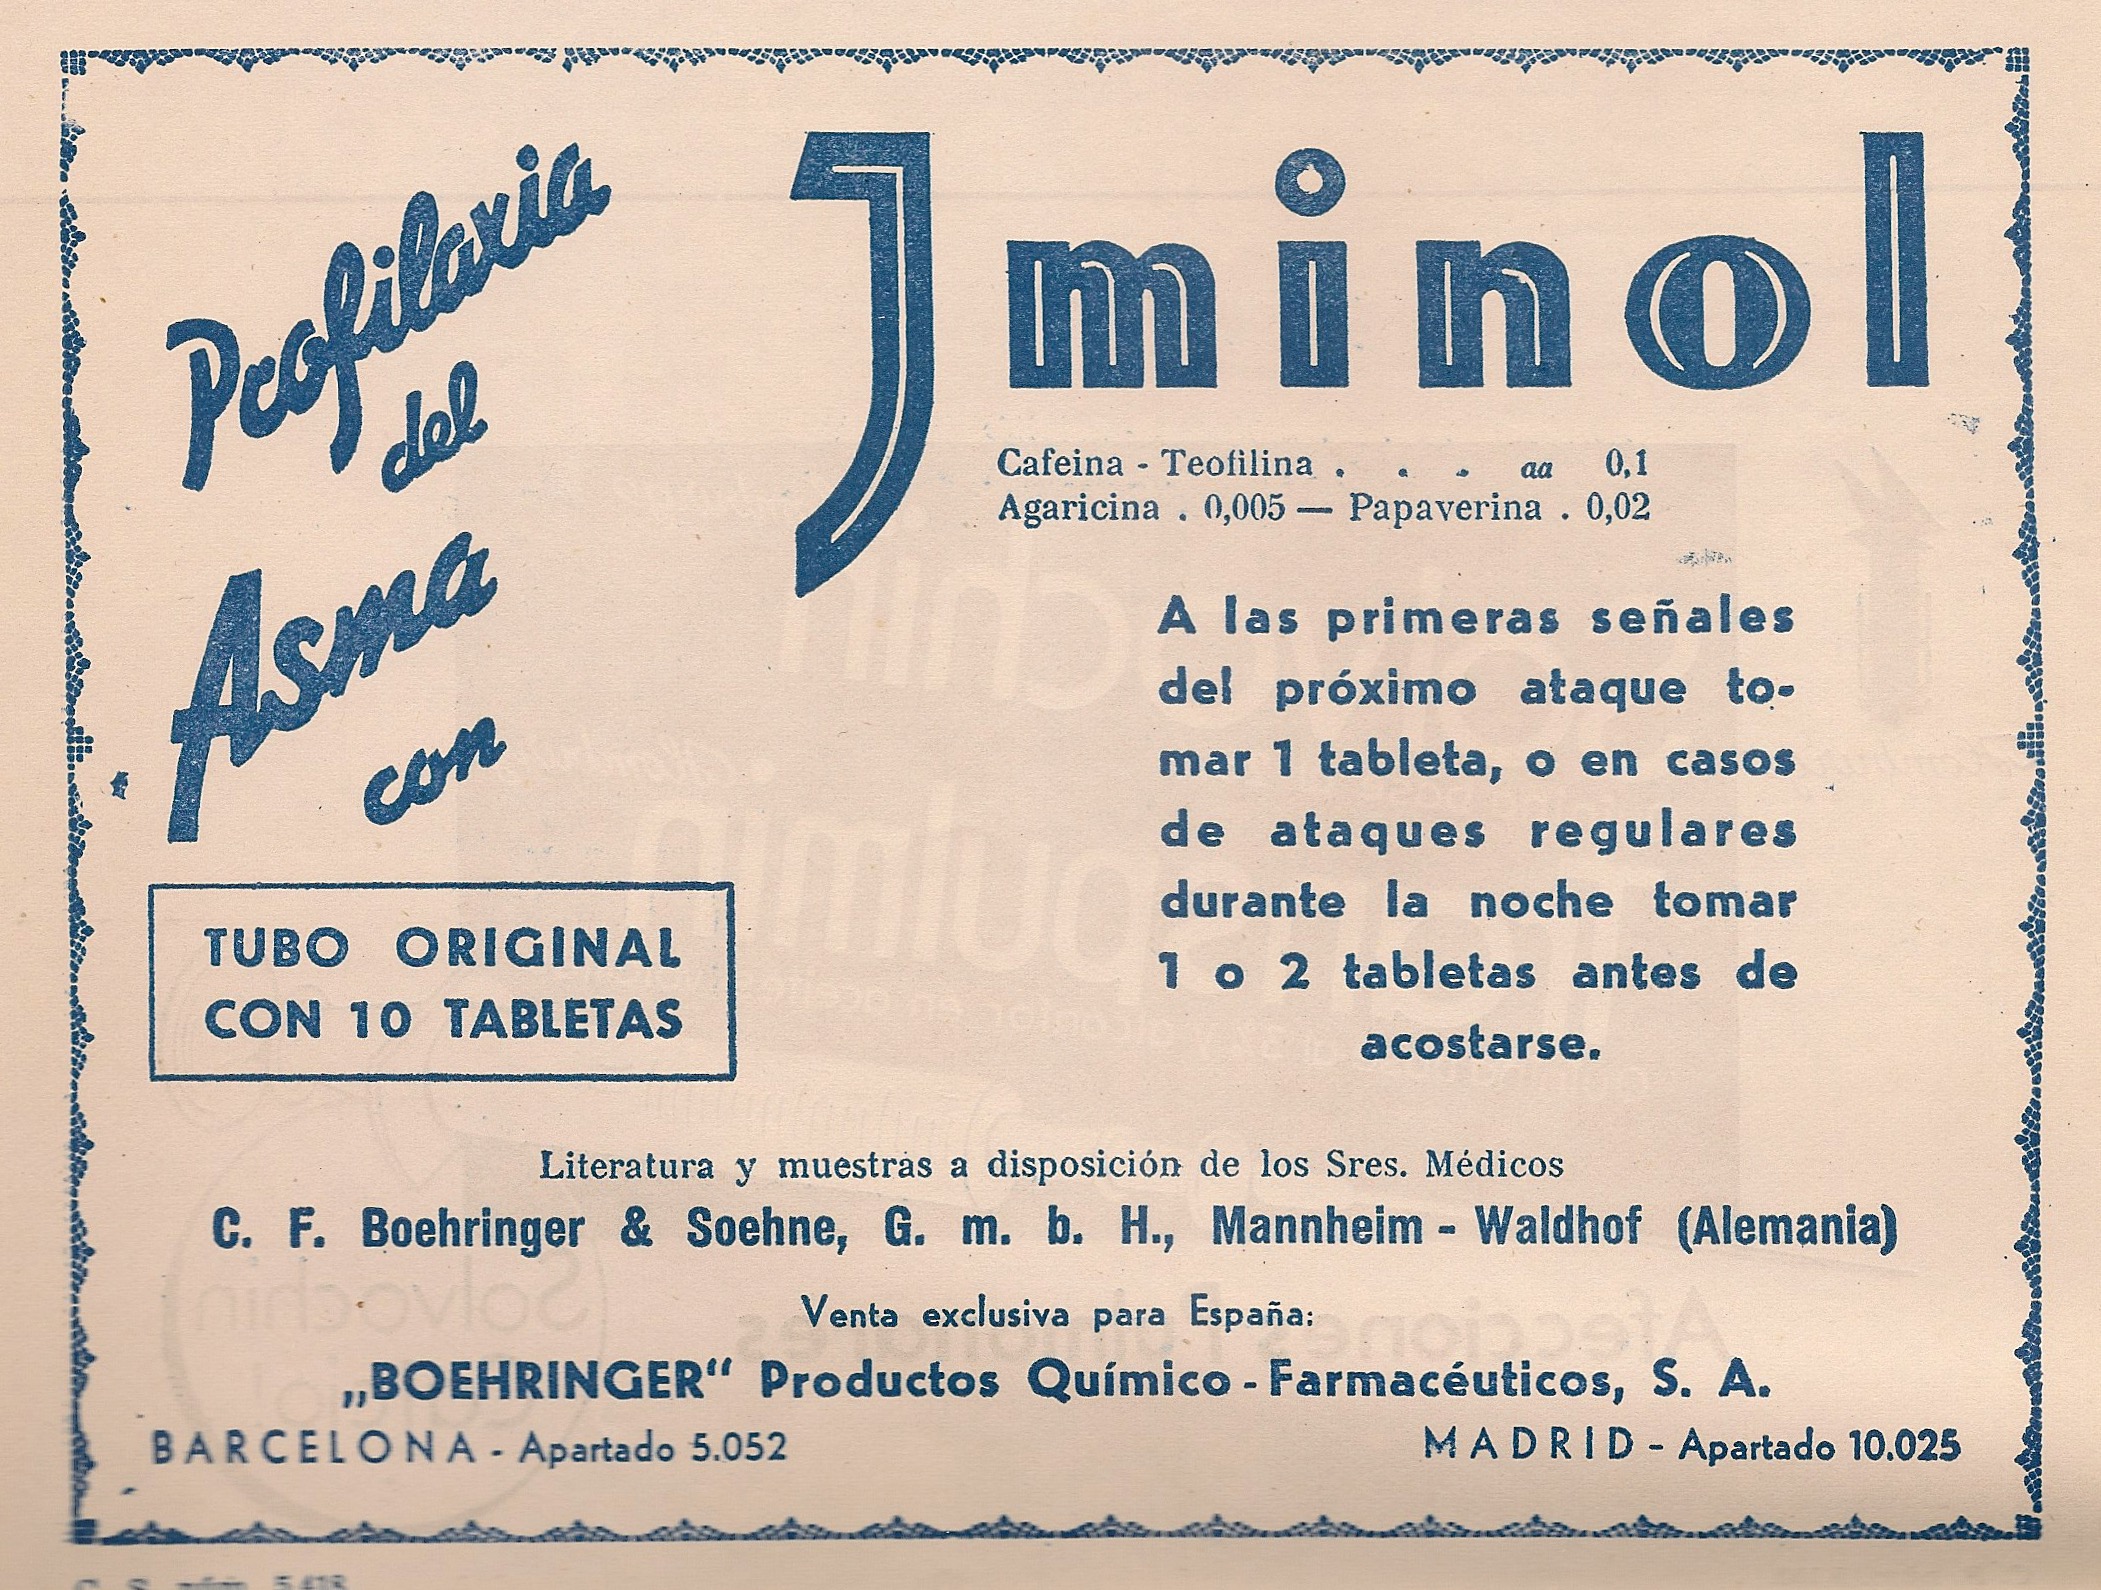 Profilaxia
del
Asma
con
Jminol
Cafeina - Teofilina . . . aa 0,1
Agaricina . 0,005 — Papaverina . 0,02
A las primeras señales
del próximo ataque to-
mar 1 tableta, o en casos
de ataques regulares
durante la noche tomar
1 o 2 tabletas antes de
acostarse.
TUBO ORIGINAL
CON 10 TABLETAS
Literatura y muestras a disposición de los Sres. Médicos
C. F. Boehringer & Soehne, G. m. b. H., Mannheim - Waldhof (Alemania)
Venta exclusiva para España:
„BOEHRINGER“ Productos Químico - Farmacéuticos, S. A.
BARCELONA - Apartado 5.052
MADRID - Apartado 10.025
C. S. núm. 5.418